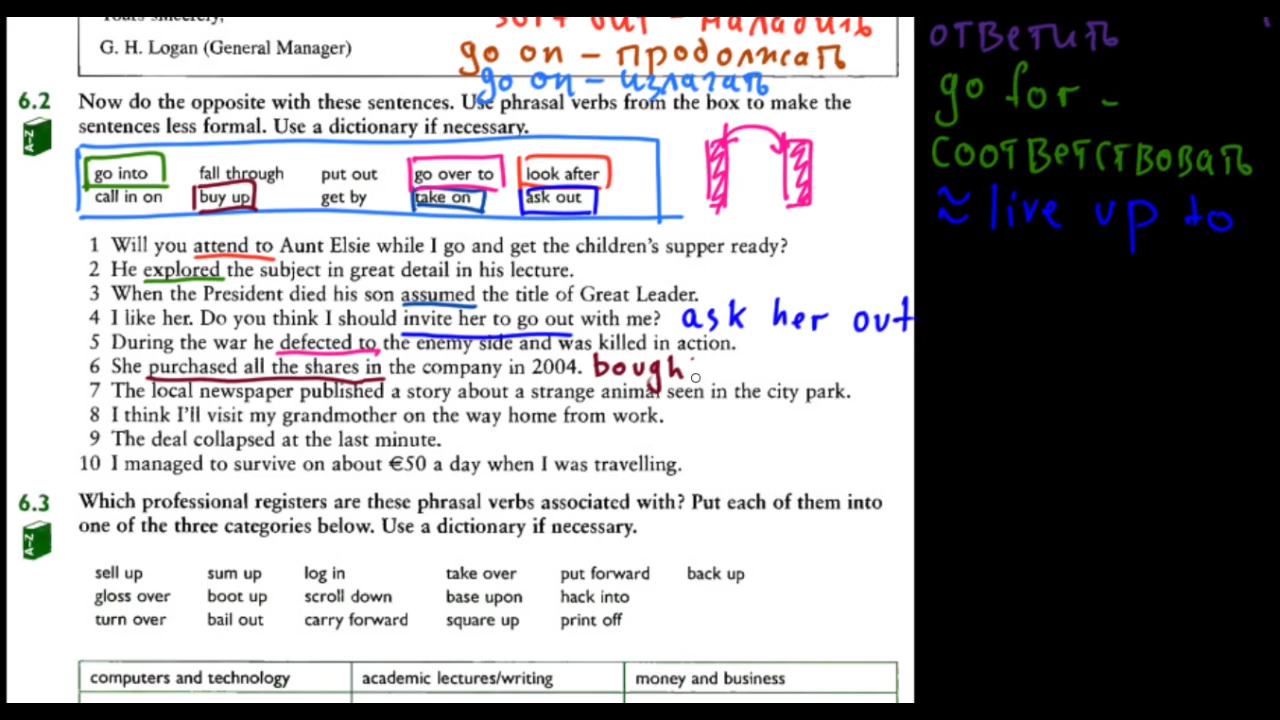 Yours sincerely,
sort out – наладить
G. H. Logan (General Manager)
go on – продолжать
go on – излагать
6.2 Now do the opposite with these sentences. Use phrasal verbs from the box to make the
sentences less formal. Use a dictionary if necessary.
A–Z
go into fall through put out go over to look after
call in on buy up get by take on ask out
1 Will you attend to Aunt Elsie while I go and get the children's supper ready?
2 He explored the subject in great detail in his lecture.
3 When the President died his son assumed the title of Great Leader.
4 I like her. Do you think I should invite her to go out with me? ask her out
5 During the war he defected to the enemy side and was killed in action.
6 She purchased all the shares in the company in 2004. bough
7 The local newspaper published a story about a strange animal seen in the city park.
8 I think I'll visit my grandmother on the way home from work.
9 The deal collapsed at the last minute.
10 I managed to survive on about €50 a day when I was travelling.
6.3 Which professional registers are these phrasal verbs associated with? Put each of them into
one of the three categories below. Use a dictionary if necessary.
A–Z
sell up sum up log in take over put forward back up
gloss over boot up scroll down base upon hack into
turn over bail out carry forward square up print off
computers and technology academic lectures/writing money and business
ответить
go for –
соответствовать
≈ live up to